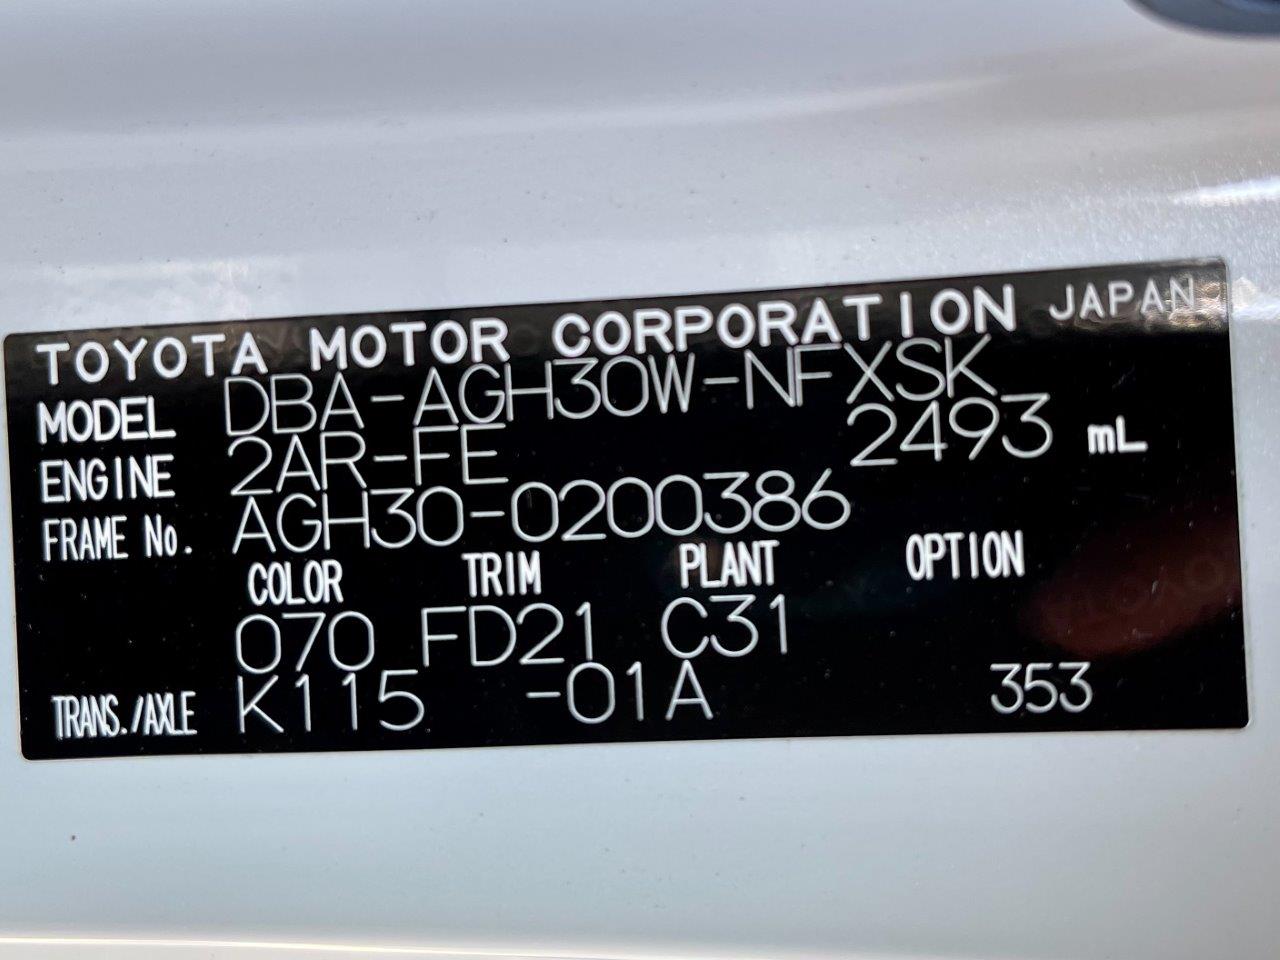 TOYOTA MOTOR CORPORATION JAPAN
MODEL DBA-AGH30W-NFXSK
ENGINE 2AR-FE 2493 mL
FRAME No. AGH30-0200386
COLOR TRIM PLANT OPTION
070 FD21 C31
TRANS./AXLE K115 -01A 353